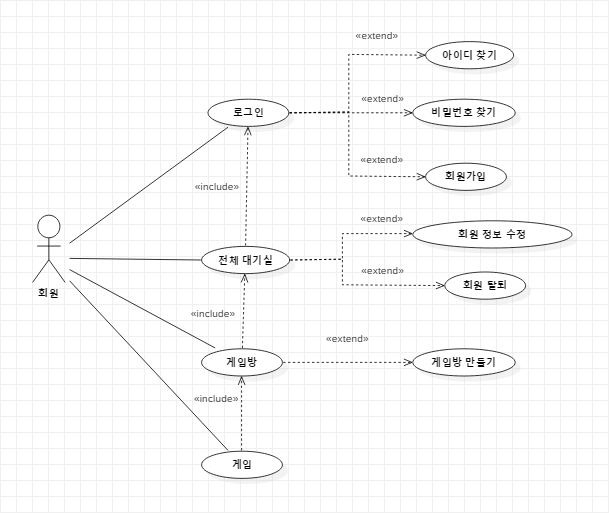 «extend»
아이디 찾기
«extend»
로그인
비밀번호 찾기
«extend»
회원가입
«include»
«extend»
회원 정보 수정
전체 대기실
«extend»
회원 탈퇴
회원
«include»
«extend»
게임방
게임방 만들기
«include»
게임